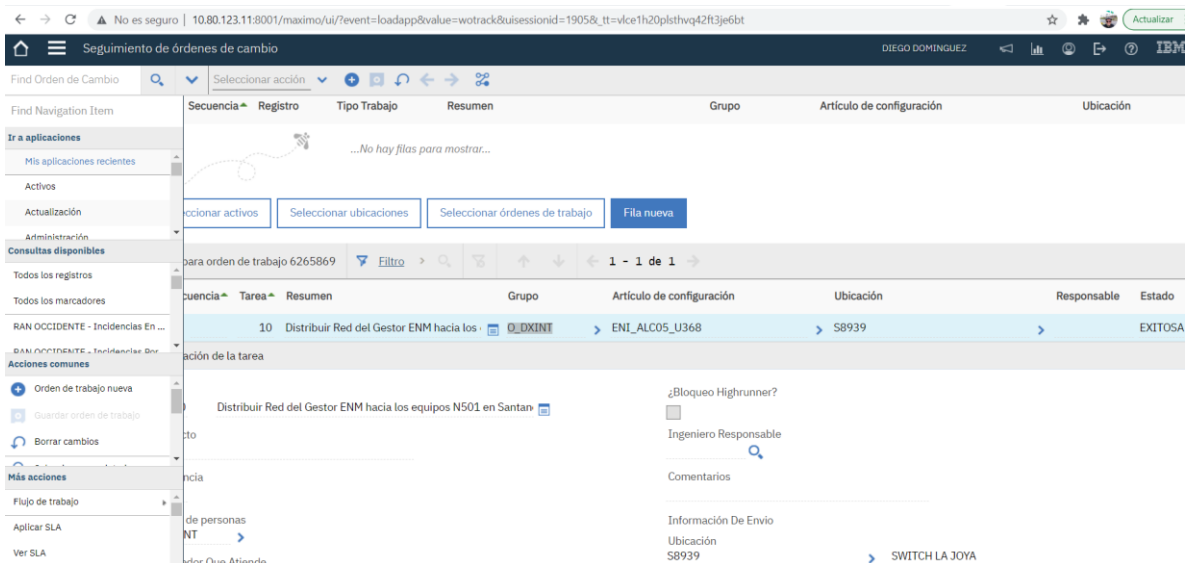 No es seguro | 10.80.123.11:8001/maximo/ui/?event=loadapp&value=wotrack&uisessionid=1905&_tt=vlce1h20plsthvq42ft3je6bt
Actualizar
Seguimiento de órdenes de cambio
DIEGO DOMINGUEZ
IBM
Find Orden de Cambio
Seleccionar acción
Find Navigation Item
Secuencia Registro Tipo Trabajo Resumen Grupo Artículo de configuración Ubicación
Ir a aplicaciones
Mis aplicaciones recientes
...No hay filas para mostrar...
Activos
Actualización
ccionar activos Seleccionar ubicaciones Seleccionar órdenes de trabajo Fila nueva
Administración
Consultas disponibles
para orden de trabajo 6265869 Filtro 1 - 1 de 1
Todos los registros
Todos los marcadores
cuencia Tarea Resumen Grupo Artículo de configuración Ubicación Responsable Estado
RAN OCCIDENTE - Incidencias En ...
10 Distribuir Red del Gestor ENM hacia los O_DXINT ENI_ALC05_U368 S8939 EXITOSA
RAN OCCIDENTE - Incidencias Por
Acciones comunes
ación de la tarea
Orden de trabajo nueva
¿Bloqueo Highrunner?
Guardar orden de trabajo
Distribuir Red del Gestor ENM hacia los equipos N501 en Santan
Borrar cambios
cto
Ingeniero Responsable
Más acciones
ncia
Comentarios
Flujo de trabajo
de personas
Información De Envio
Aplicar SLA
NT
Ubicación
Ver SLA
dor Que Atiende
S8939 SWITCH LA JOYA